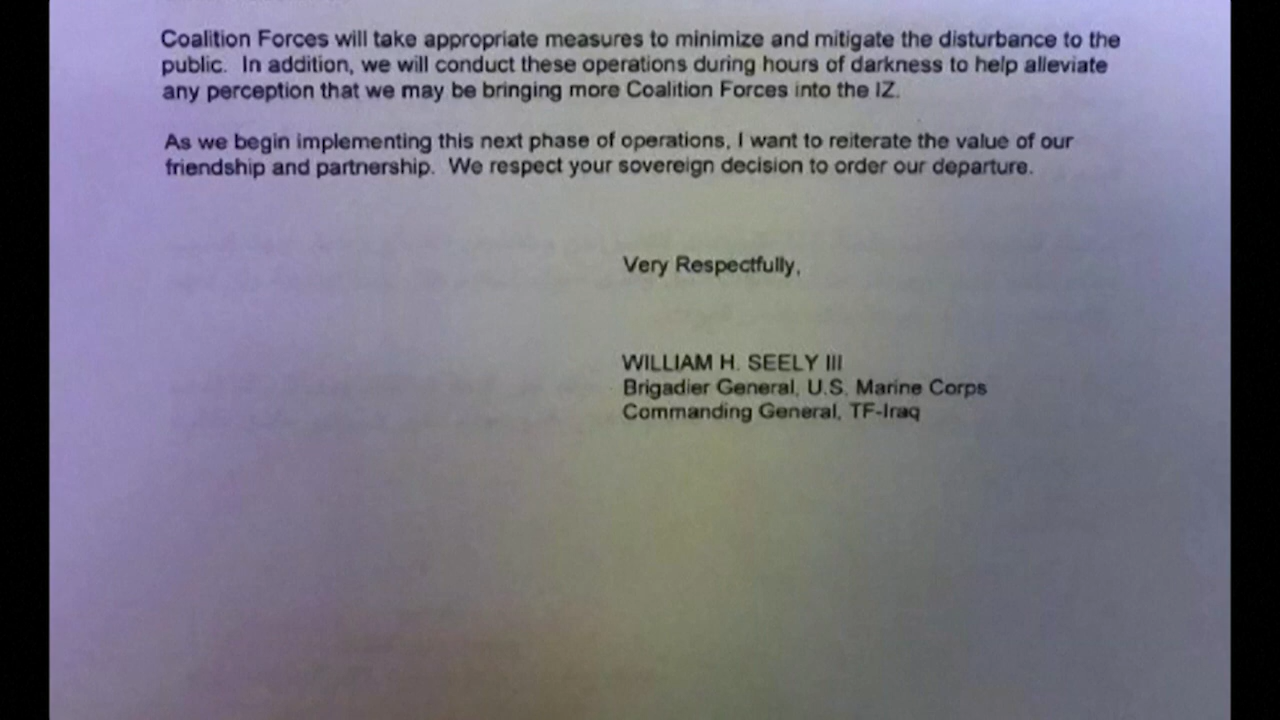 Coalition Forces will take appropriate measures to minimize and mitigate the disturbance to the
public. In addition, we will conduct these operations during hours of darkness to help alleviate
any perception that we may be bringing more Coalition Forces into the IZ.
As we begin implementing this next phase of operations, I want to reiterate the value of our
friendship and partnership. We respect your sovereign decision to order our departure.
Very Respectfully,
WILLIAM H. SEELY III
Brigadier General, U.S. Marine Corps
Commanding General, TF-Iraq